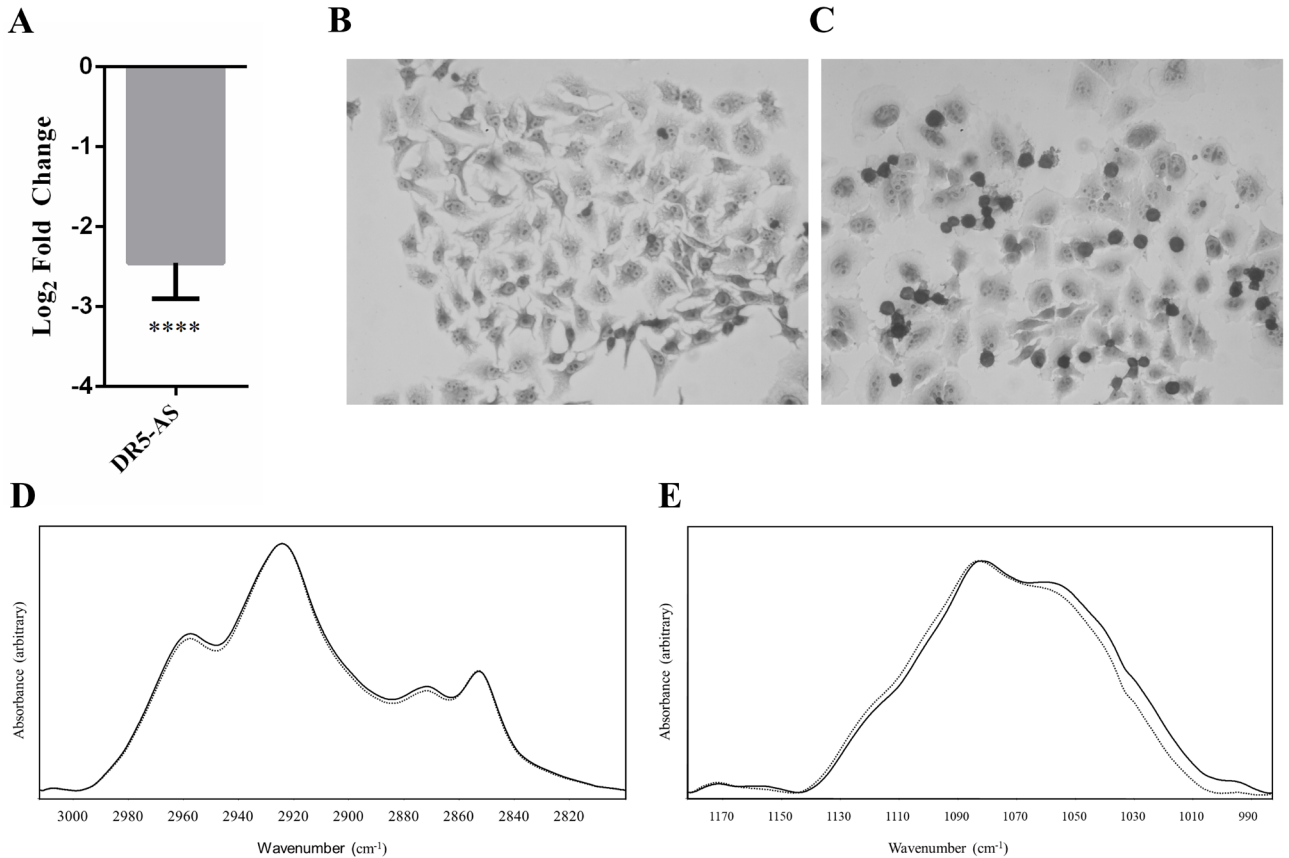 A
B
C
0
-1
-2
-3
-4
Log2 Fold Change
****
DR5-AS
D
E
Absorbance (arbitrary)
3000 2980 2960 2940 2920 2900 2880 2860 2840 2820
Wavenumber (cm-1)
Absorbance (arbitrary)
1170 1150 1130 1110 1090 1070 1050 1030 1010 990
Wavenumber (cm-1)